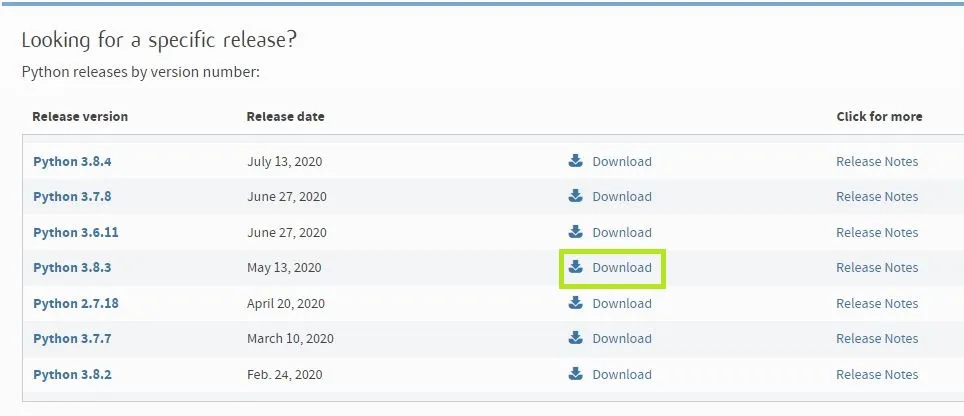 Looking for a specific release?
Python releases by version number:
Release version Release date Click for more
Python 3.8.4 July 13, 2020 Download Release Notes
Python 3.7.8 June 27, 2020 Download Release Notes
Python 3.6.11 June 27, 2020 Download Release Notes
Python 3.8.3 May 13, 2020 Download Release Notes
Python 2.7.18 April 20, 2020 Download Release Notes
Python 3.7.7 March 10, 2020 Download Release Notes
Python 3.8.2 Feb. 24, 2020 Download Release Notes